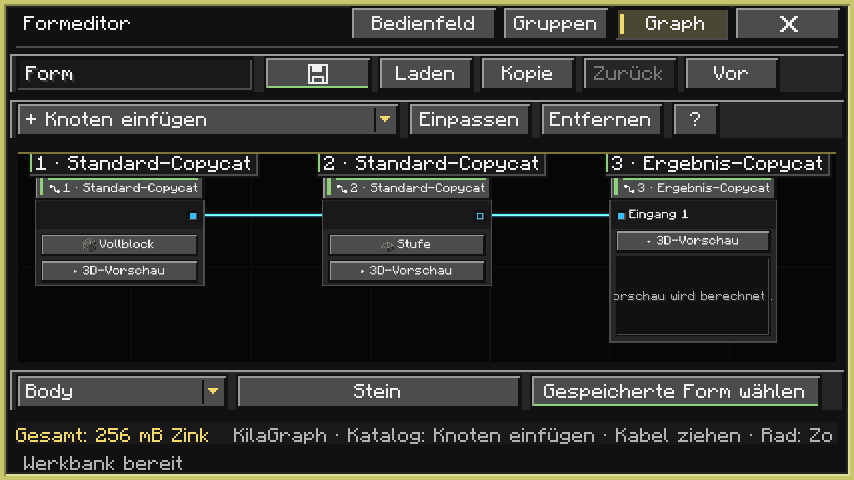 Formeditor Bedienfeld Gruppen Graph X
Form Laden Kopie Zurück Vor
+ Knoten einfügen Einpassen Entfernen ?
1 · Standard-Copycat 2 · Standard-Copycat 3 · Ergebnis-Copycat
1 · Standard-Copycat 2 · Standard-Copycat 3 · Ergebnis-Copycat
Eingang 1
Vollblock Stufe 3D-Vorschau
3D-Vorschau 3D-Vorschau
orschau wird berechnet .
Body Stein Gespeicherte Form wählen
Gesamt: 256 mB Zink KilaGraph · Katalog: Knoten einfügen · Kabel ziehen · Rad: Zo
Werkbank bereit